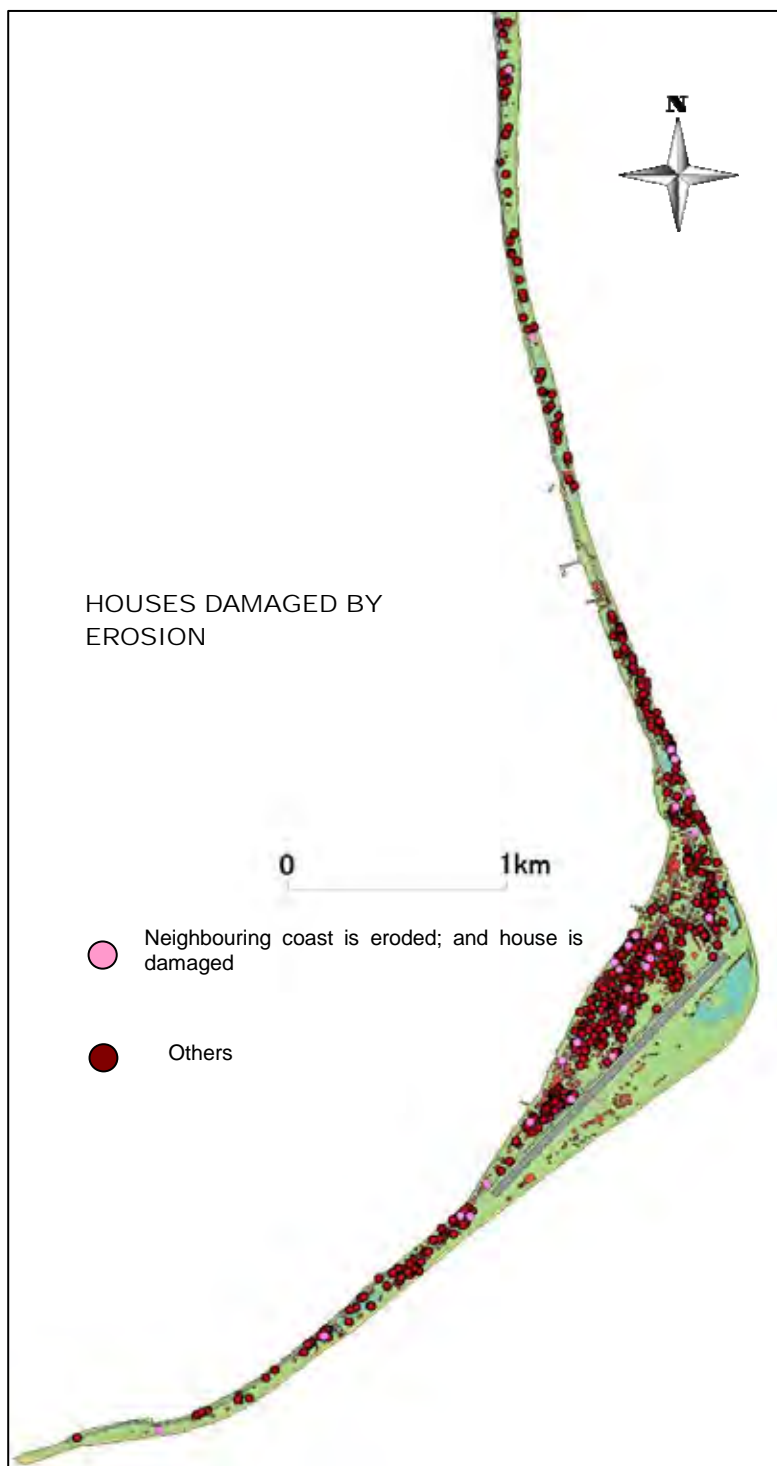 N
HOUSES DAMAGED BY
EROSION
0 1km
Neighbouring coast is eroded; and house is
damaged
Others